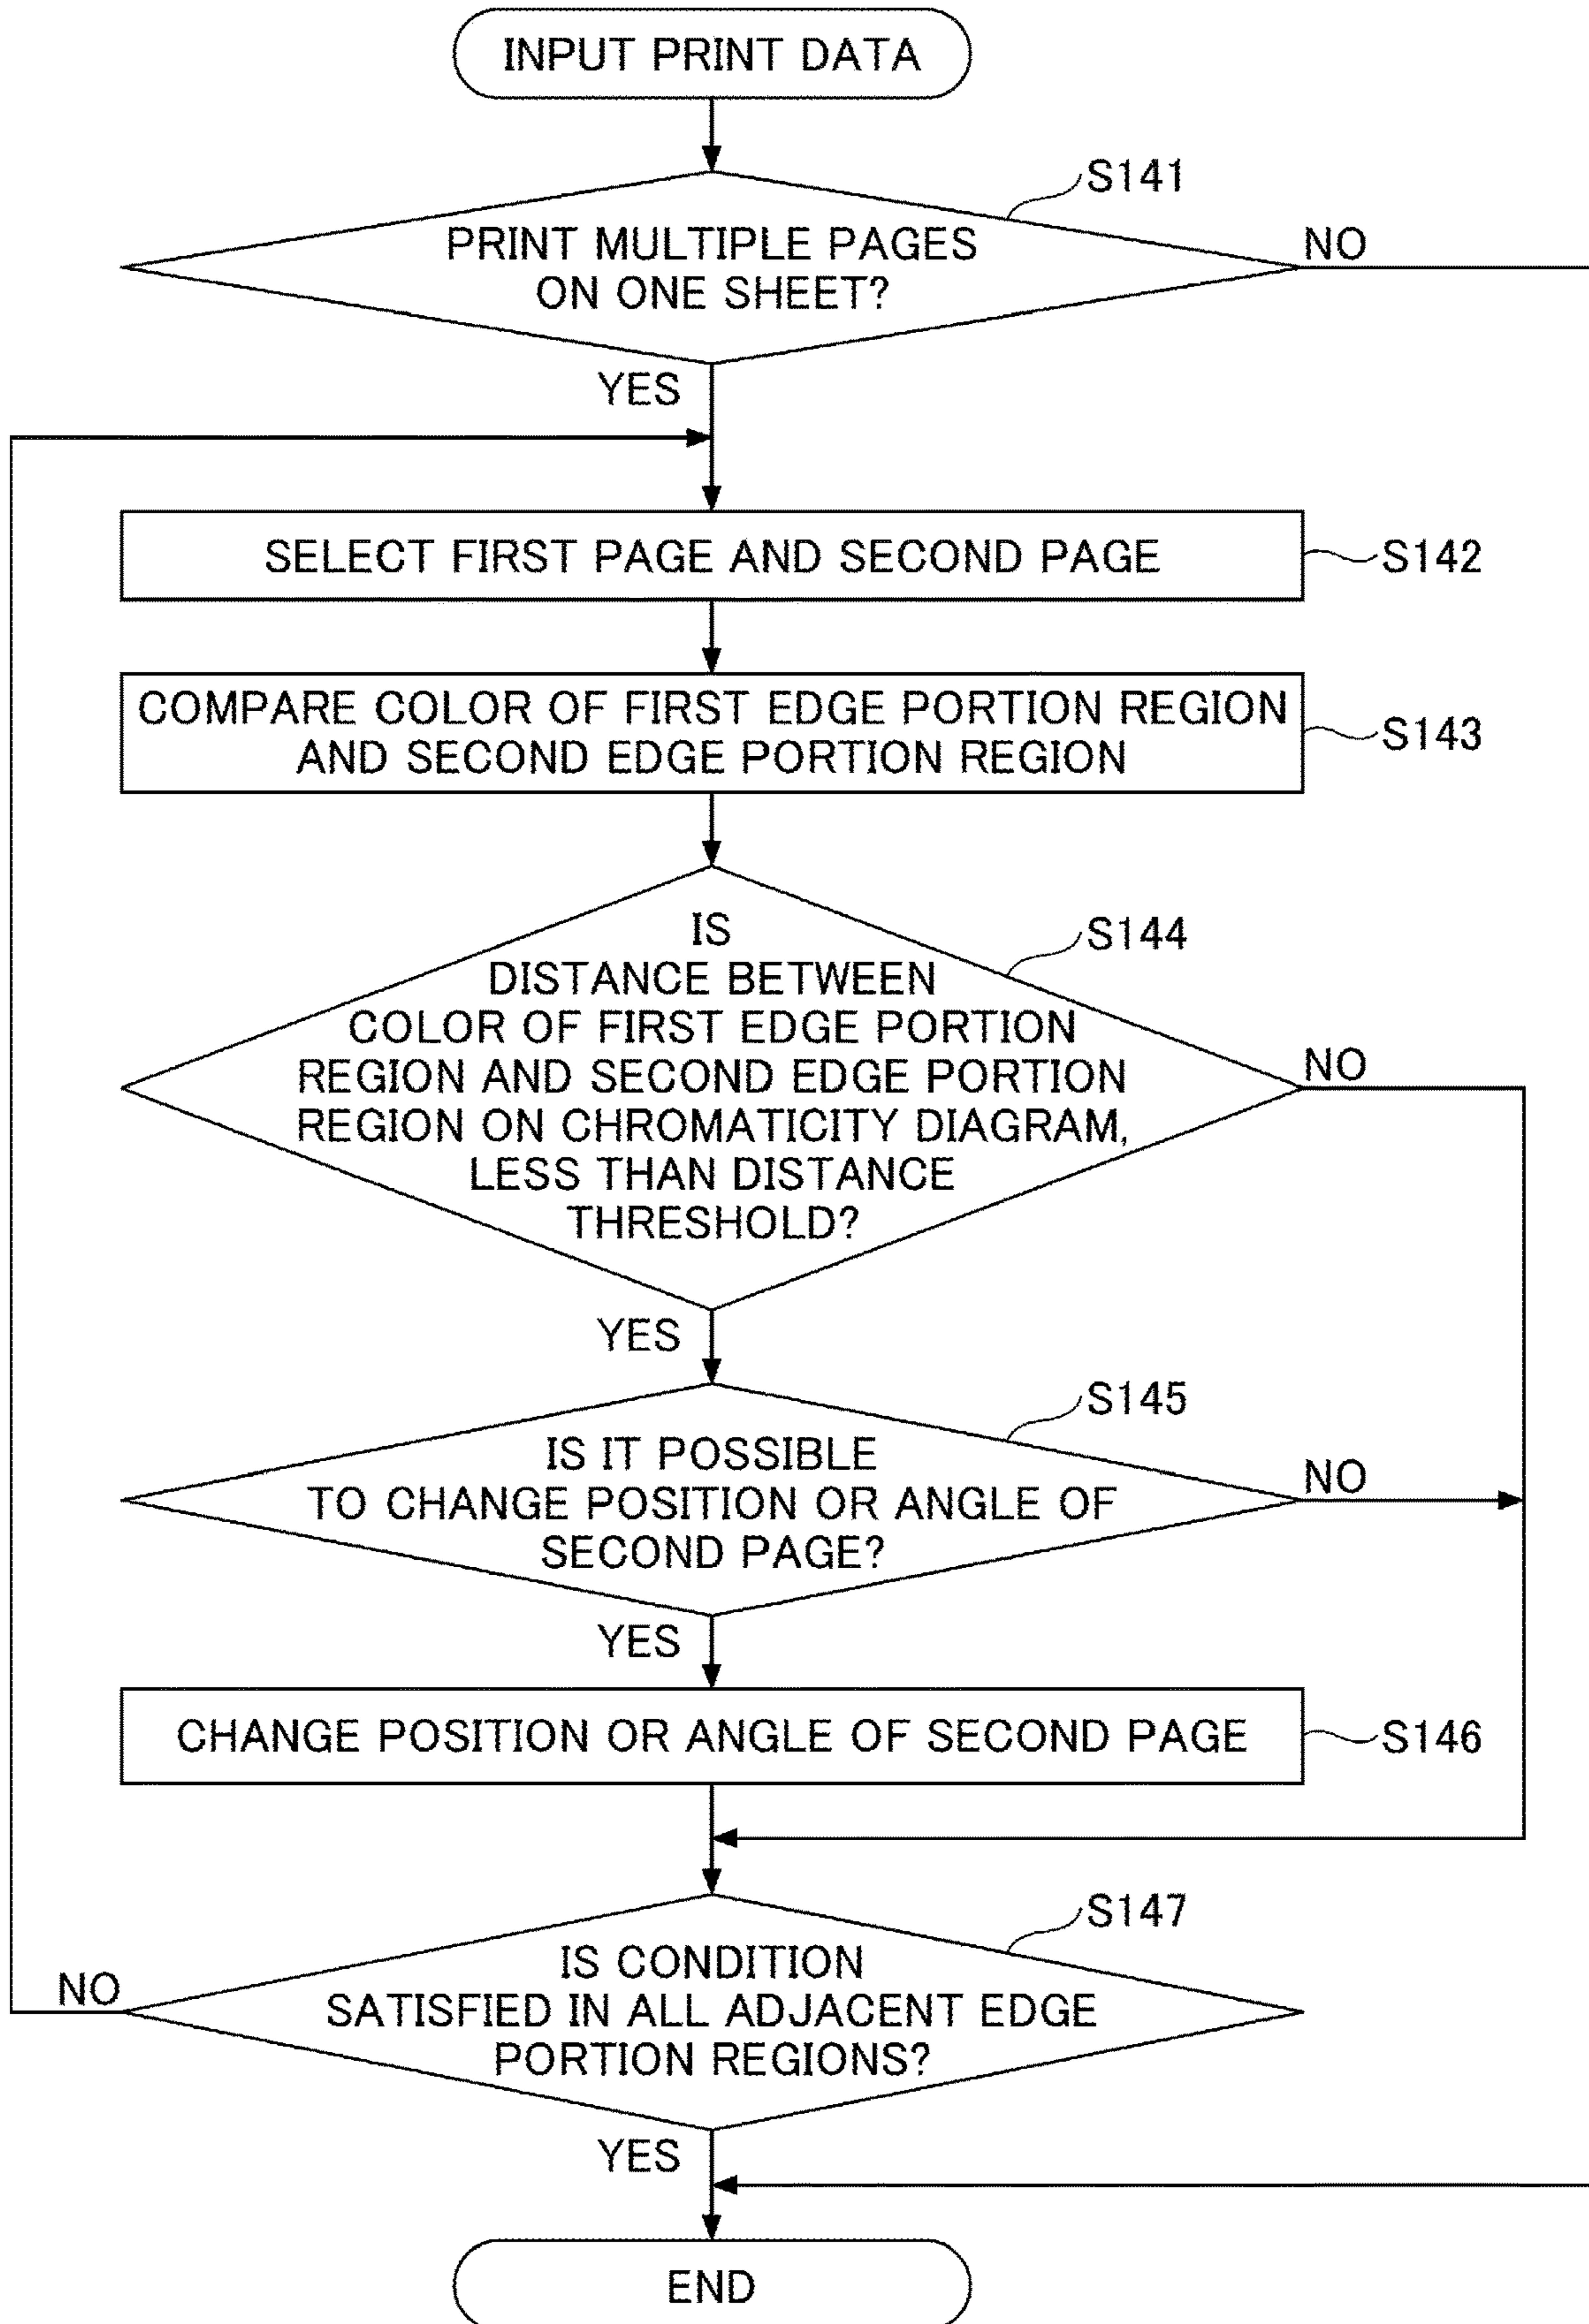 INPUT PRINT DATA
S141
PRINT MULTIPLE PAGES
ON ONE SHEET?
NO
YES
SELECT FIRST PAGE AND SECOND PAGE
S142
COMPARE COLOR OF FIRST EDGE PORTION REGION
AND SECOND EDGE PORTION REGION
S143
S144
IS
DISTANCE BETWEEN
COLOR OF FIRST EDGE PORTION
REGION AND SECOND EDGE PORTION
REGION ON CHROMATICITY DIAGRAM,
LESS THAN DISTANCE
THRESHOLD?
NO
YES
S145
IS IT POSSIBLE
TO CHANGE POSITION OR ANGLE OF
SECOND PAGE?
NO
YES
CHANGE POSITION OR ANGLE OF SECOND PAGE
S146
S147
IS CONDITION
SATISFIED IN ALL ADJACENT EDGE
PORTION REGIONS?
NO
YES
END